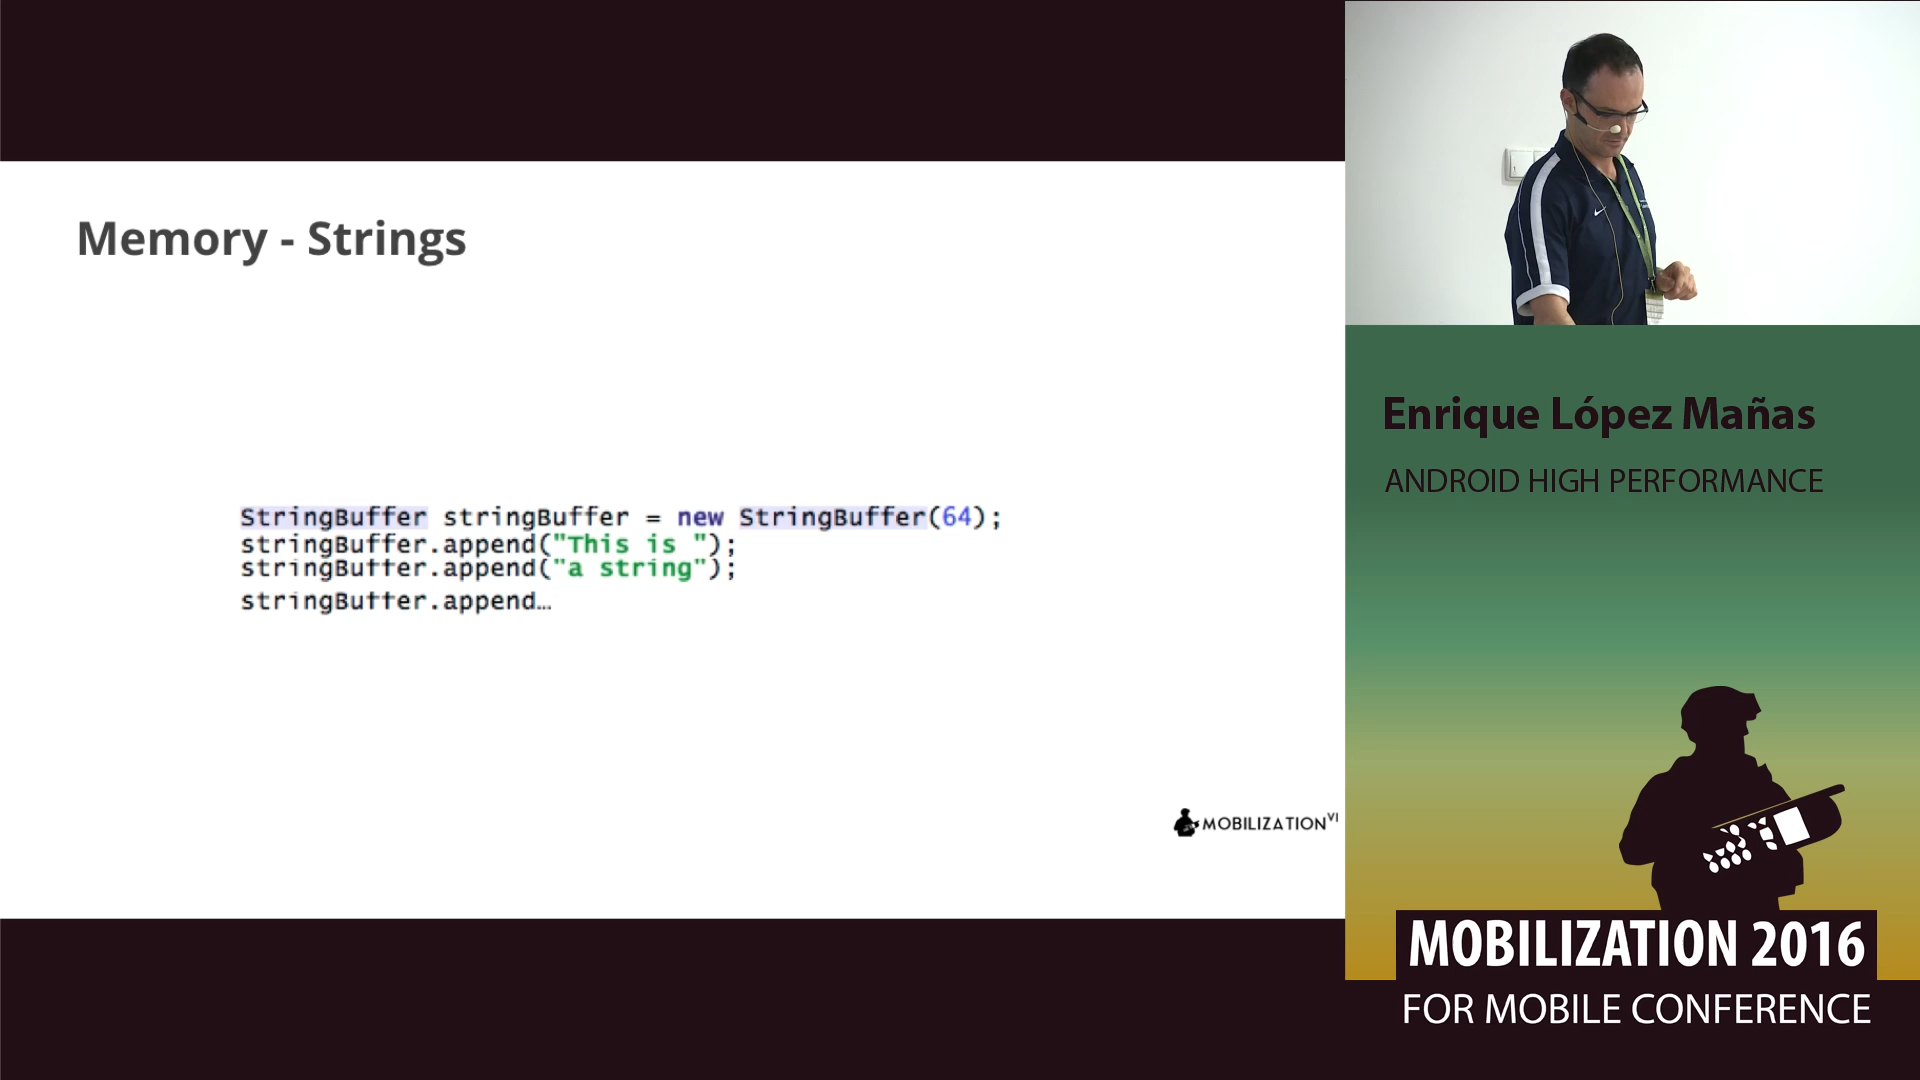 Memory - Strings
StringBuffer stringBuffer = new StringBuffer(64);
stringBuffer.append("This is ");
stringBuffer.append("a string");
stringBuffer.append…
MOBILIZATION VI
Enrique López Mañas
ANDROID HIGH PERFORMANCE
MOBILIZATION 2016
FOR MOBILE CONFERENCE